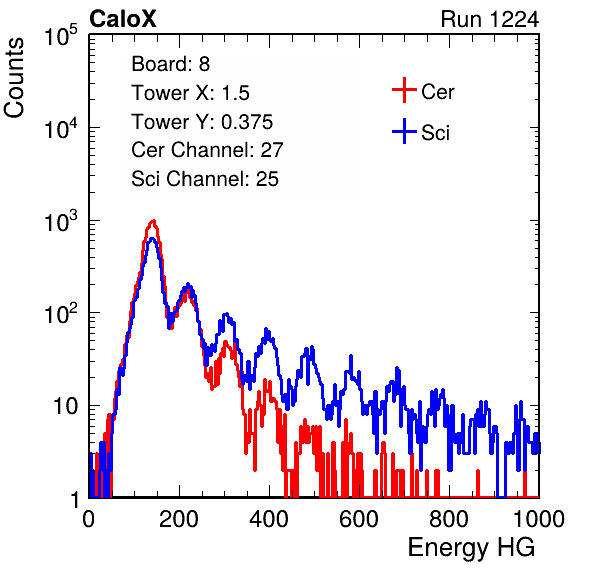 CaloX
Run 1224
Counts
Board: 8
Tower X: 1.5
Tower Y: 0.375
Cer Channel: 27
Sci Channel: 25
Cer
Sci
10^5
10^4
10^3
10^2
10
1
0 200 400 600 800 1000
Energy HG